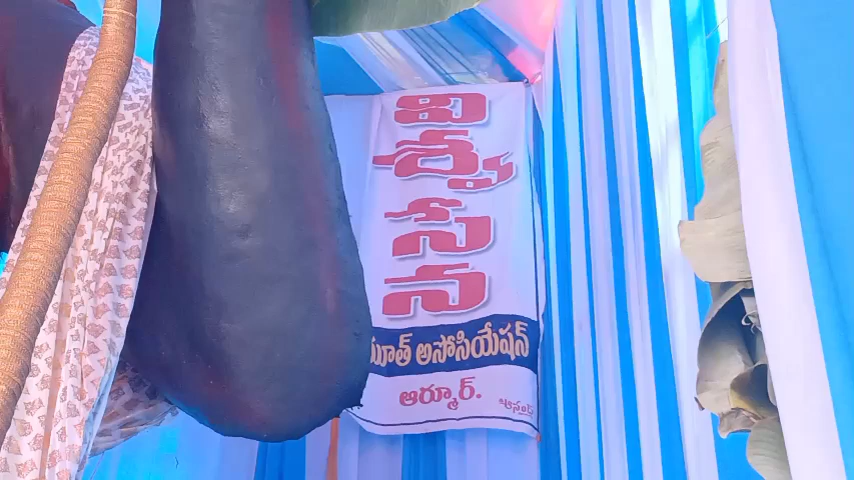 వి
శ్వ
సే
న
యూత్ అసోసియేషన్
ఆర్మూర్.